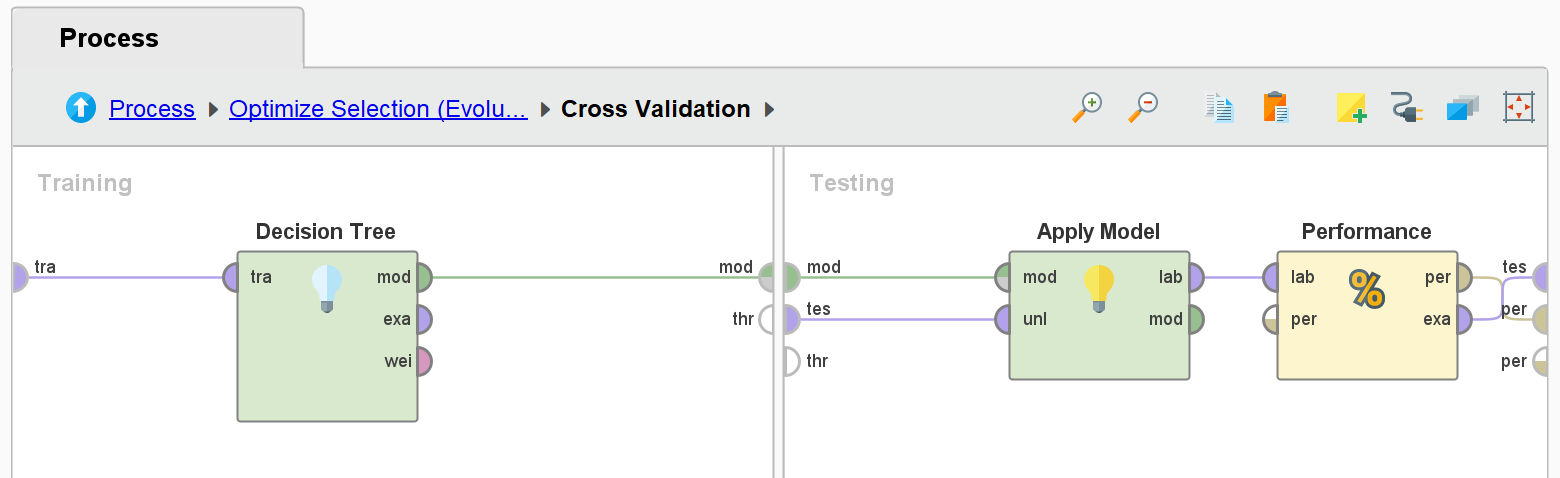 Process
Process Optimize Selection (Evolu... Cross Validation
Training
Testing
Decision Tree
Apply Model
Performance
tra
tra
mod
exa
wei
mod
thr
mod
tes
thr
mod
unl
lab
mod
lab
per
per
exa
tes
per
per
%